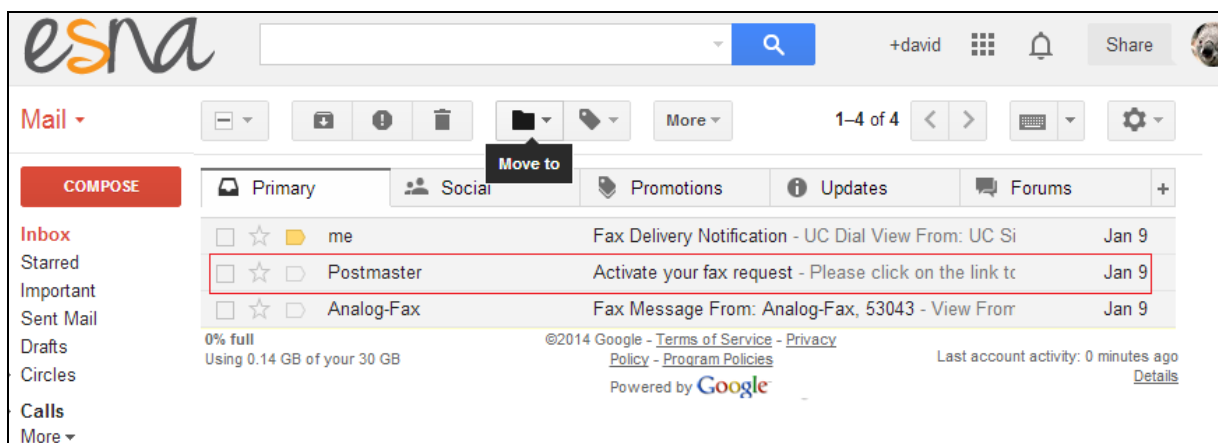 esna
+david
Share
Mail
More
1–4 of 4
Move to
COMPOSE
Primary
Social
Promotions
Updates
Forums
+
Inbox
Starred
Important
Sent Mail
Drafts
Circles
Calls
More
me Fax Delivery Notification - UC Dial View From: UC Si Jan 9
Postmaster Activate your fax request - Please click on the link to Jan 9
Analog-Fax Fax Message From: Analog-Fax, 53043 - View From Jan 9
0% full
Using 0.14 GB of your 30 GB
©2014 Google - Terms of Service - Privacy
Policy - Program Policies
Powered by Google
Last account activity: 0 minutes ago
Details